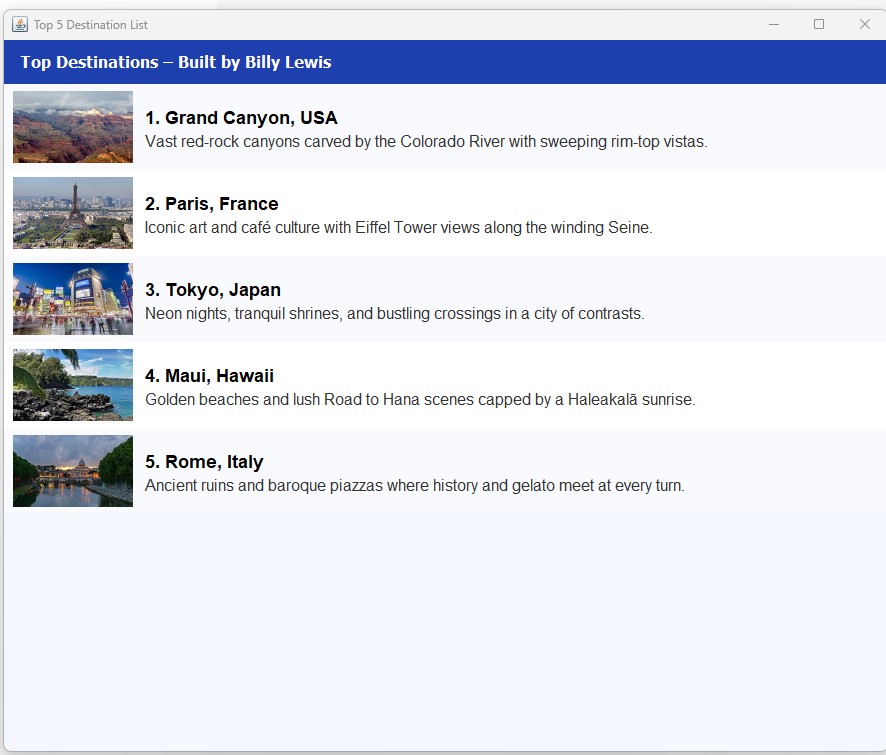 Top 5 Destination List
Top Destinations – Built by Billy Lewis
1. Grand Canyon, USA
Vast red-rock canyons carved by the Colorado River with sweeping rim-top vistas.
2. Paris, France
Iconic art and café culture with Eiffel Tower views along the winding Seine.
3. Tokyo, Japan
Neon nights, tranquil shrines, and bustling crossings in a city of contrasts.
4. Maui, Hawaii
Golden beaches and lush Road to Hana scenes capped by a Haleakalā sunrise.
5. Rome, Italy
Ancient ruins and baroque piazzas where history and gelato meet at every turn.